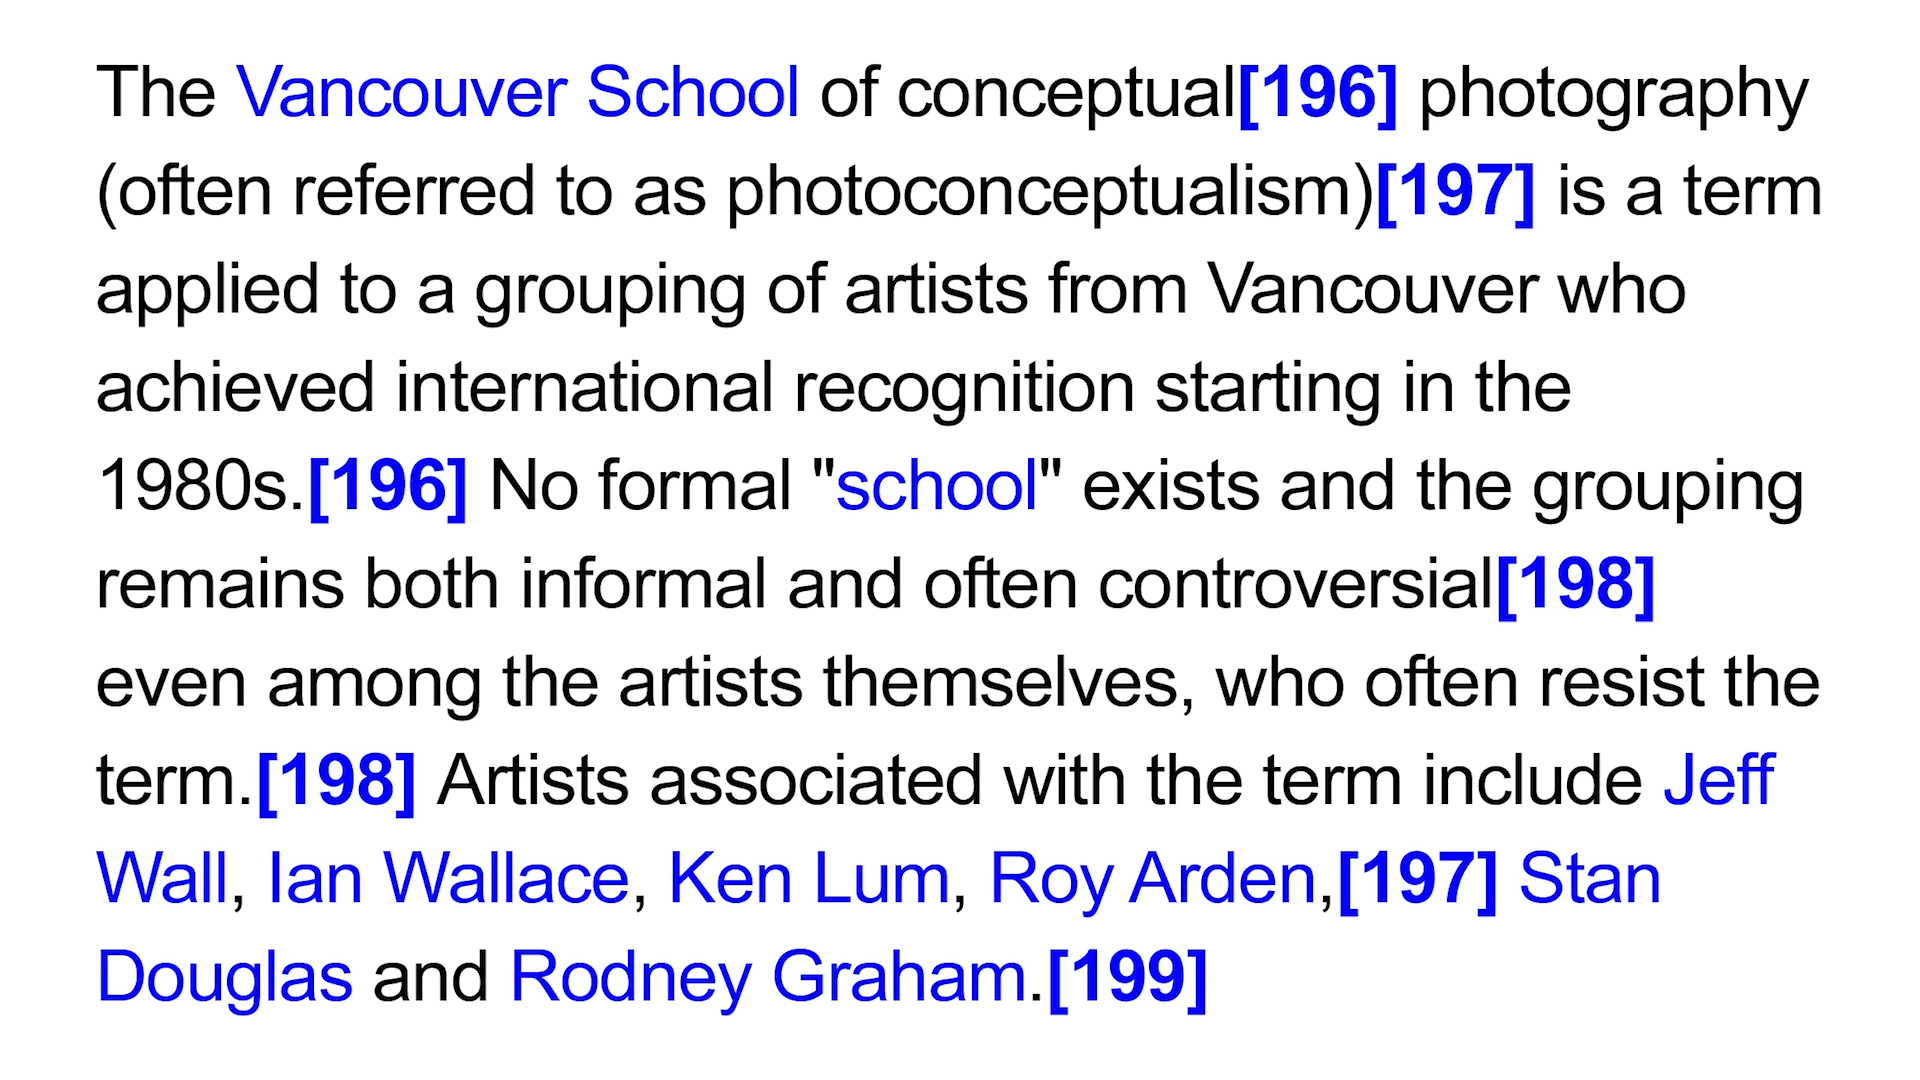 The Vancouver School of conceptual[196] photography
(often referred to as photoconceptualism)[197] is a term
applied to a grouping of artists from Vancouver who
achieved international recognition starting in the
1980s.[196] No formal "school" exists and the grouping
remains both informal and often controversial[198]
even among the artists themselves, who often resist the
term.[198] Artists associated with the term include Jeff
Wall, Ian Wallace, Ken Lum, Roy Arden,[197] Stan
Douglas and Rodney Graham.[199]